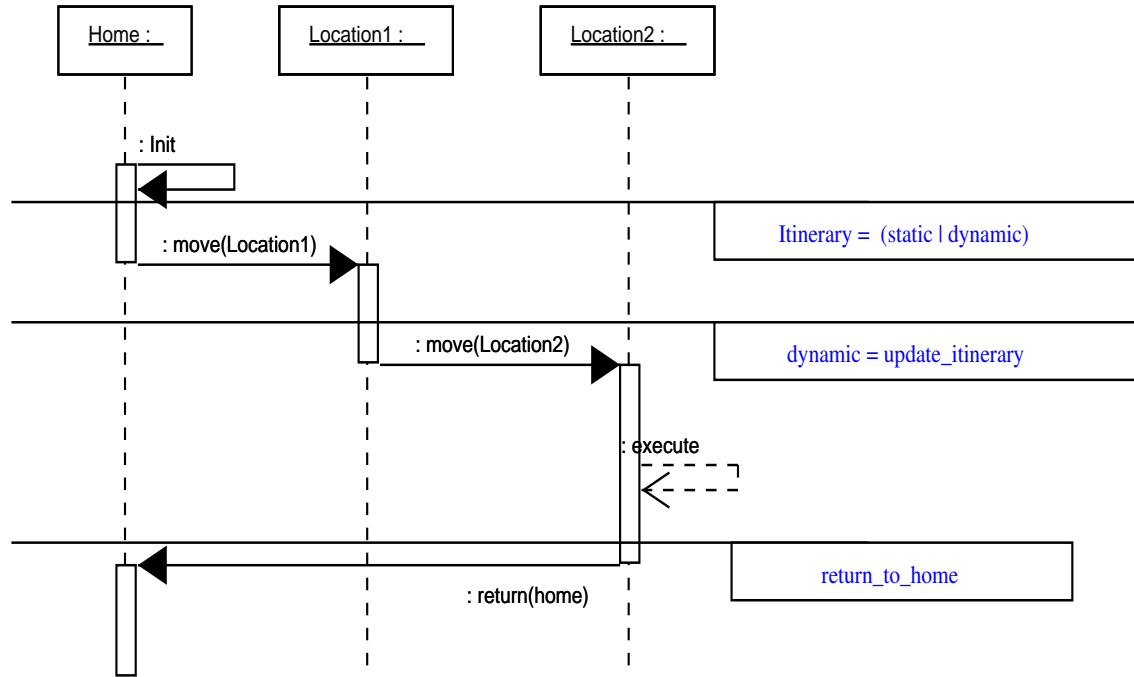 Home :
Location1 :
Location2 :
: Init
Itinerary = (static | dynamic)
: move(Location1)
: move(Location2)
dynamic = update_itinerary
: execute
return_to_home
: return(home)